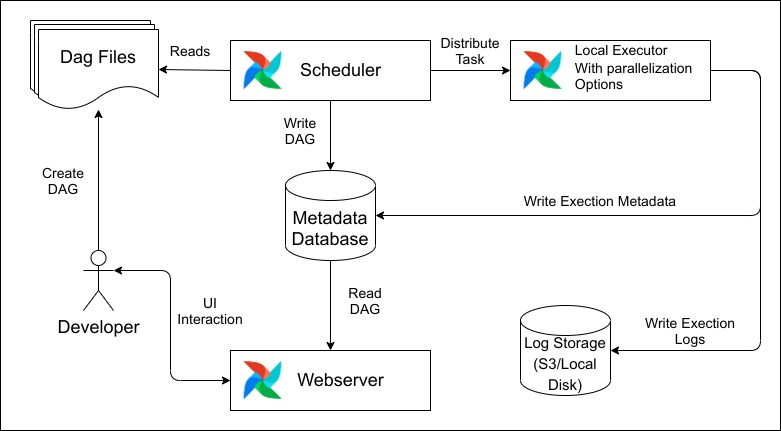 Dag Files
Reads
Scheduler
Distribute
Task
Local Executor
With parallelization
Options
Write
DAG
Create
DAG
Metadata
Database
Write Exection Metadata
Developer
UI
Interaction
Read
DAG
Webserver
Log Storage
(S3/Local
Disk)
Write Exection
Logs